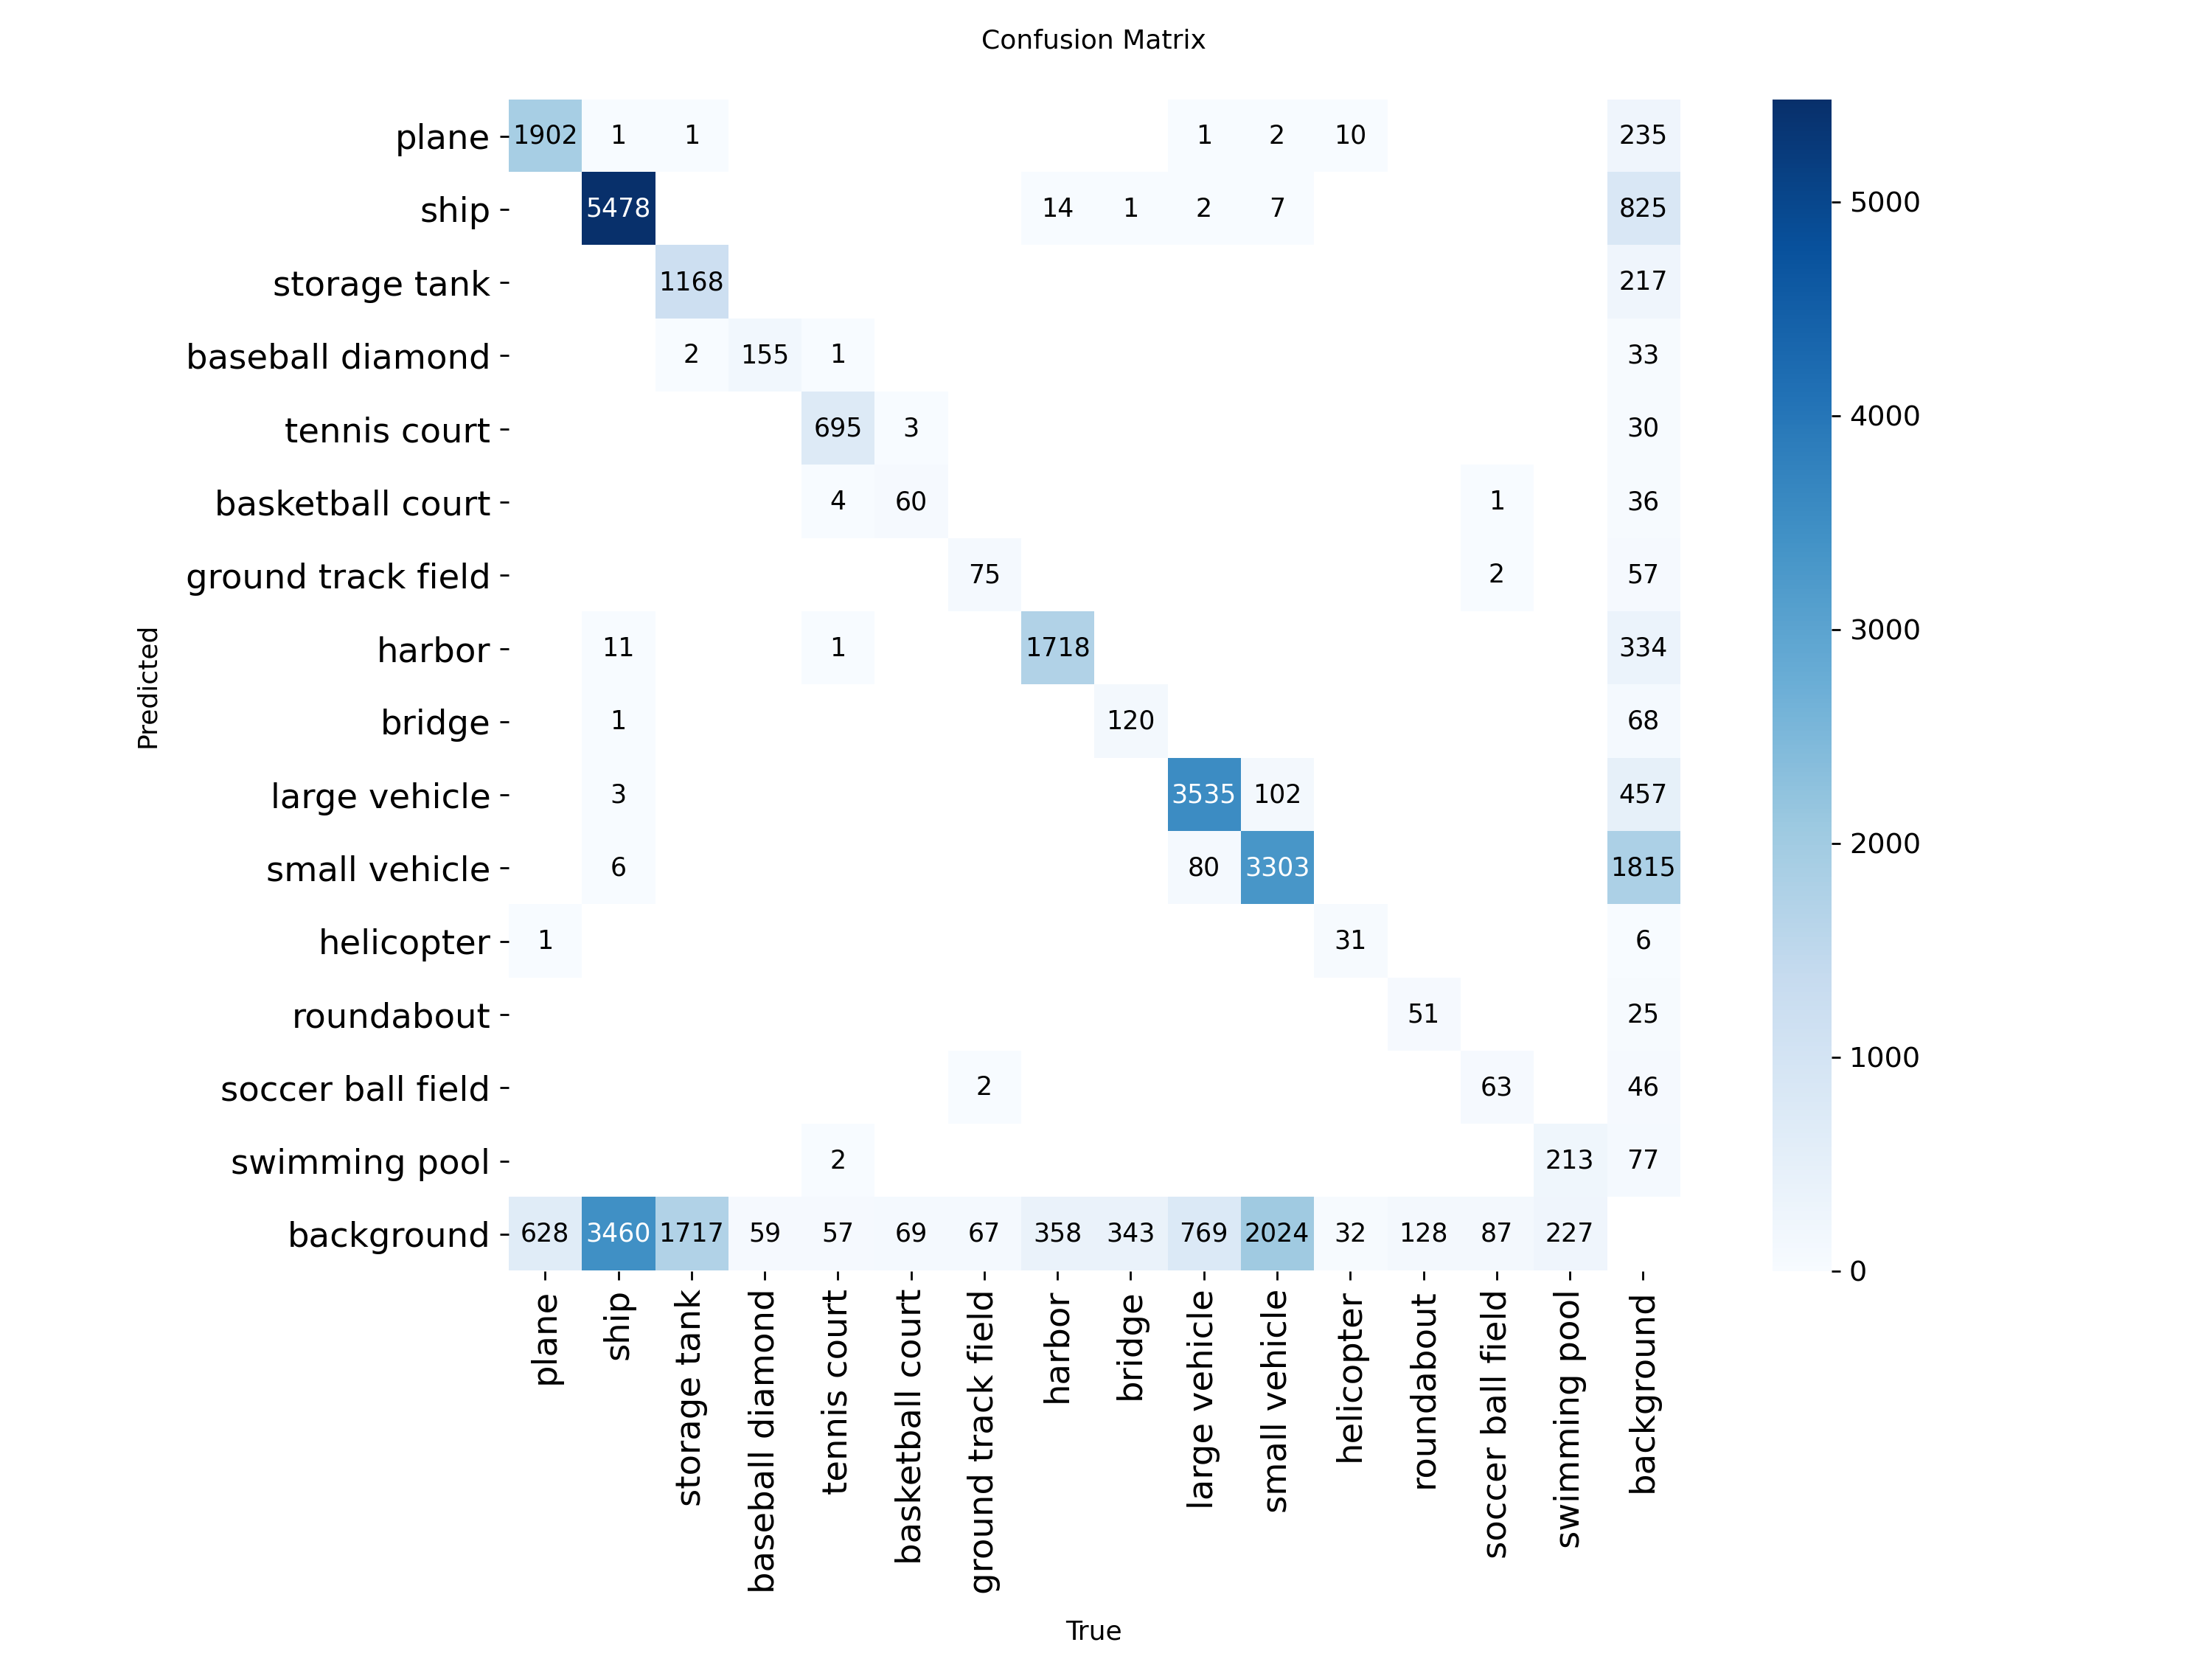 Confusion Matrix
Predicted
plane 1902 1 1 1 2 10 235
ship 5478 14 1 2 7 825
storage tank 1168 217
baseball diamond 2 155 1 33
tennis court 695 3 30
basketball court 4 60 1 36
ground track field 75 2 57
harbor 11 1 1718 334
bridge 1 120 68
large vehicle 3 3535 102 457
small vehicle 6 80 3303 1815
helicopter 1 31 6
roundabout 51 25
soccer ball field 2 63 46
swimming pool 2 213 77
background 628 3460 1717 59 57 69 67 358 343 769 2024 32 128 87 227
plane
ship
storage tank
baseball diamond
tennis court
basketball court
ground track field
harbor
bridge
large vehicle
small vehicle
helicopter
roundabout
soccer ball field
swimming pool
background
True
5000
4000
3000
2000
1000
0